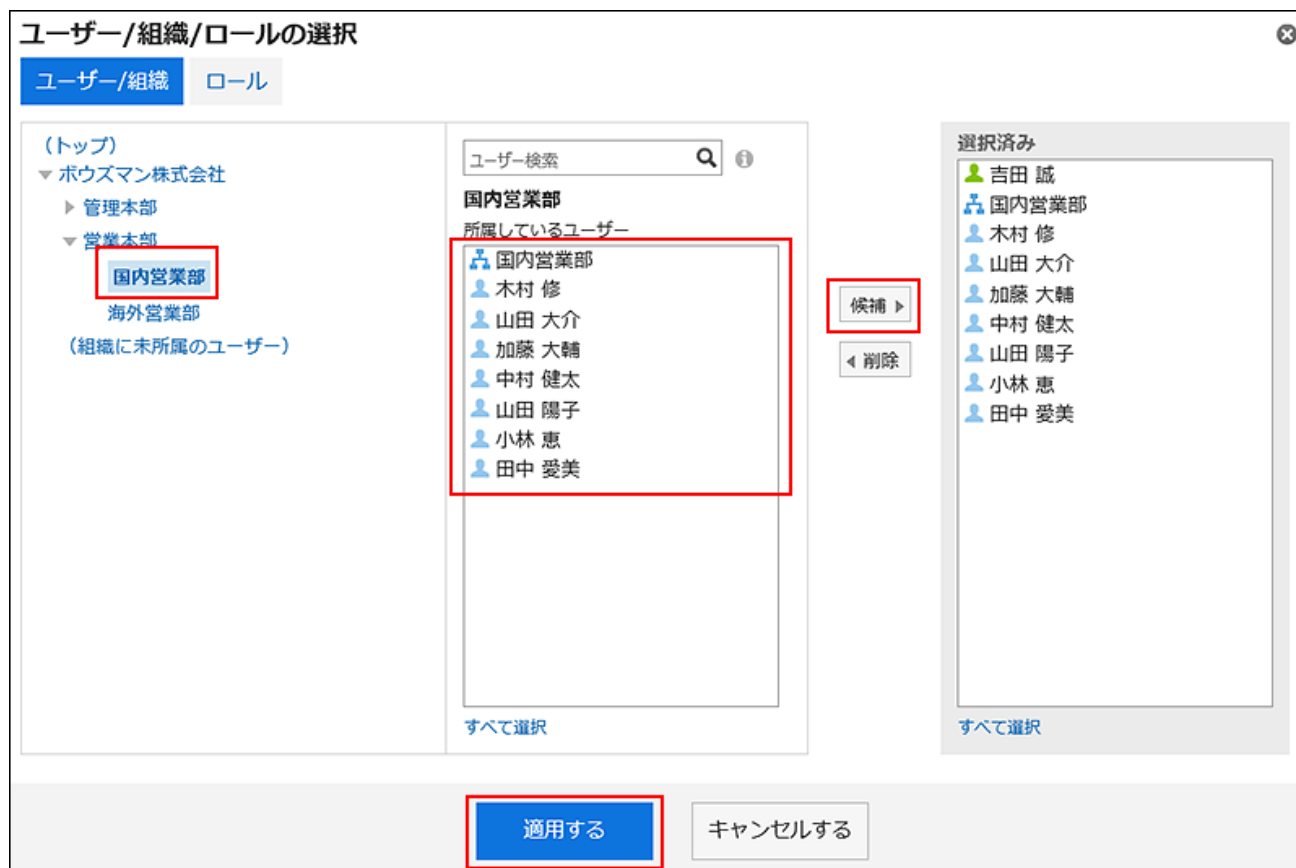 ユーザー/組織/ロールの選択
ユーザー/組織
ロール
(トップ)
ボウズマン株式会社
管理本部
営業本部
国内営業部
海外営業部
(組織に未所属のユーザー)
ユーザー検索
国内営業部
所属しているユーザー
国内営業部
木村 修
山田 大介
加藤 大輔
中村 健太
山田 陽子
小林 恵
田中 愛美
すべて選択
候補
削除
選択済み
吉田 誠
国内営業部
木村 修
山田 大介
加藤 大輔
中村 健太
山田 陽子
小林 恵
田中 愛美
すべて選択
適用する
キャンセルする